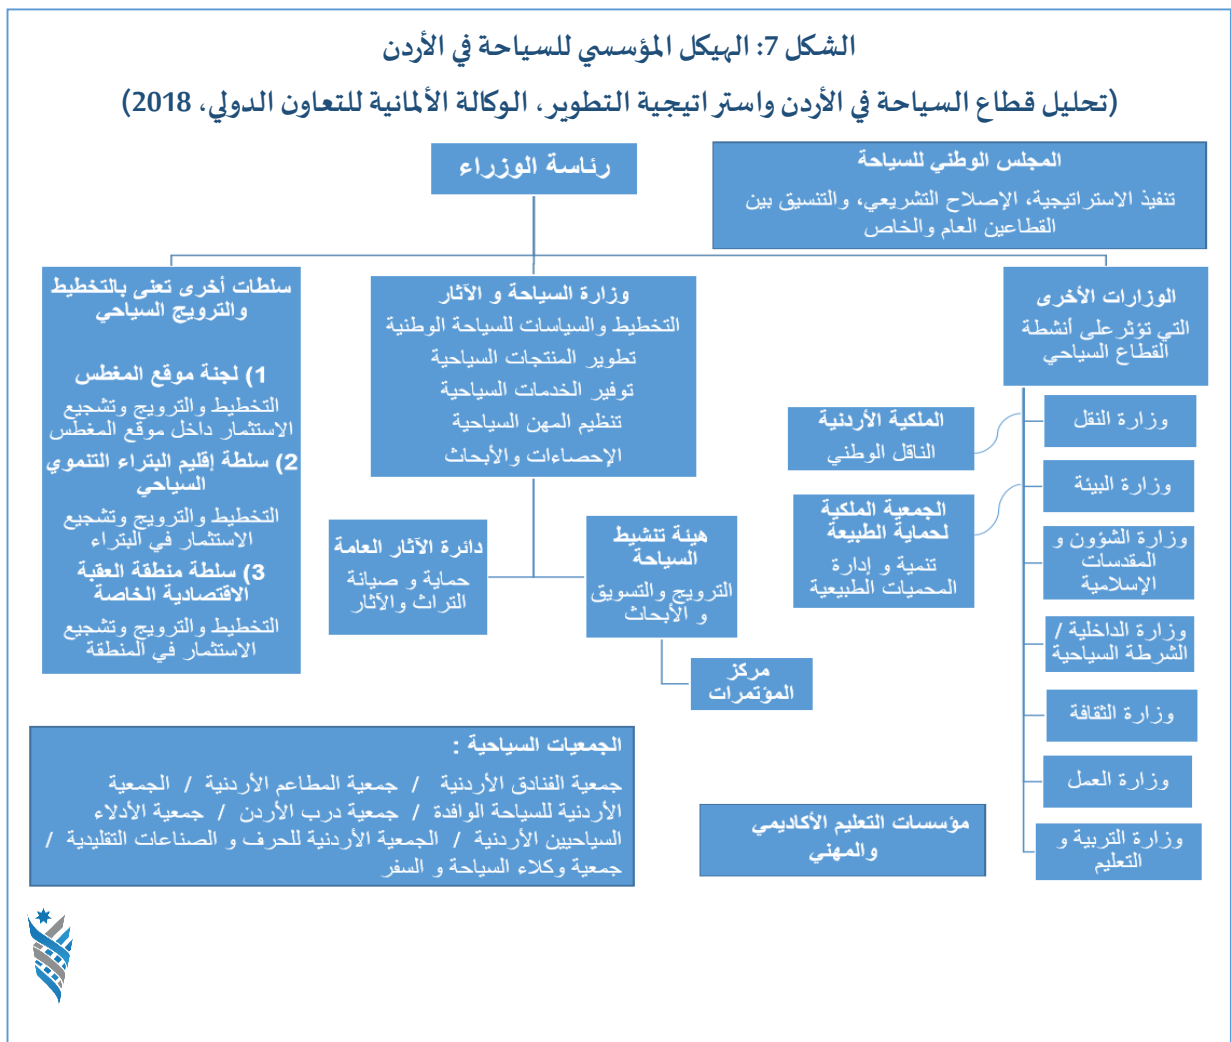 الشكل 7: الهيكل المؤسسي للسياحة في الأردن
(تحليل قطاع السياحة في الأردن واستراتيجية التطوير، الوكالة الألمانية للتعاون الدولي، 2018)
رئاسة الوزراء
المجلس الوطني للسياحة
تنفيذ الاستراتيجية، الإصلاح التشريعي، والتنسيق بين
القطاعين العام والخاص
الوزارات الأخرى
التي تؤثر على أنشطة
القطاع السياحي
وزارة النقل
وزارة البيئة
وزارة الشؤون و
المقدسات
الإسلامية
وزارة الداخلية /
الشرطة السياحية
وزارة الثقافة
وزارة العمل
وزارة التربية و
التعليم
الملكية الأردنية
الناقل الوطني
الجمعية الملكية
لحماية الطبيعة
تنمية و إدارة
المحميات الطبيعية
وزارة السياحة و الآثار
التخطيط والسياسات للسياحة الوطنية
تطوير المنتجات السياحية
توفير الخدمات السياحية
تنظيم المهن السياحية
الإحصاءات والأبحاث
هيئة تنشيط
السياحة
الترويج والتسويق
و الأبحاث
مركز
المؤتمرات
دائرة الآثار العامة
حماية و صيانة
التراث والآثار
سلطات أخرى تعنى بالتخطيط
والترويج السياحي
1) لجنة موقع المغطس
التخطيط والترويج وتشجيع
الاستثمار داخل موقع المغطس
2) سلطة إقليم البتراء التنموي
السياحي
التخطيط والترويج وتشجيع
الاستثمار في البتراء
3) سلطة منطقة العقبة
الاقتصادية الخاصة
التخطيط والترويج وتشجيع
الاستثمار في المنطقة
الجمعيات السياحية :
جمعية الفنادق الأردنية / جمعية المطاعم الأردنية / الجمعية
الأردنية للسياحة الوافدة / جمعية درب الأردن / جمعية الأدلاء
السياحيين الأردنية / الجمعية الأردنية للحرف و الصناعات التقليدية /
جمعية وكلاء السياحة و السفر
مؤسسات التعليم الأكاديمي
والمهني